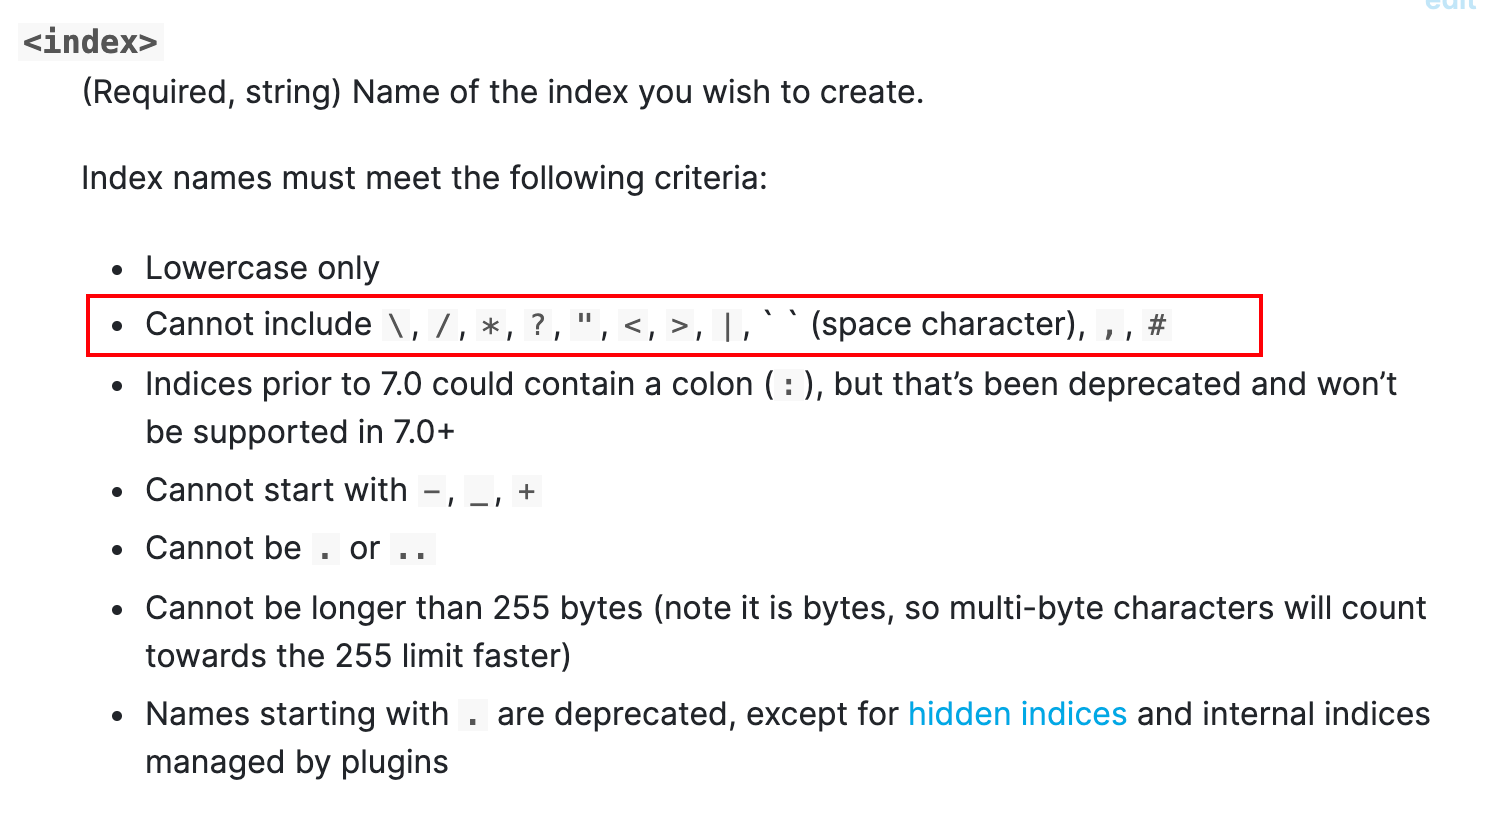 edit
<index>
(Required, string) Name of the index you wish to create.
Index names must meet the following criteria:
• Lowercase only
• Cannot include \, /, *, ?, ", <, >, |, ` ` (space character), ,, #
• Indices prior to 7.0 could contain a colon (:), but that’s been deprecated and won’t
be supported in 7.0+
• Cannot start with -, _, +
• Cannot be . or ..
• Cannot be longer than 255 bytes (note it is bytes, so multi-byte characters will count
towards the 255 limit faster)
• Names starting with . are deprecated, except for hidden indices and internal indices
managed by plugins